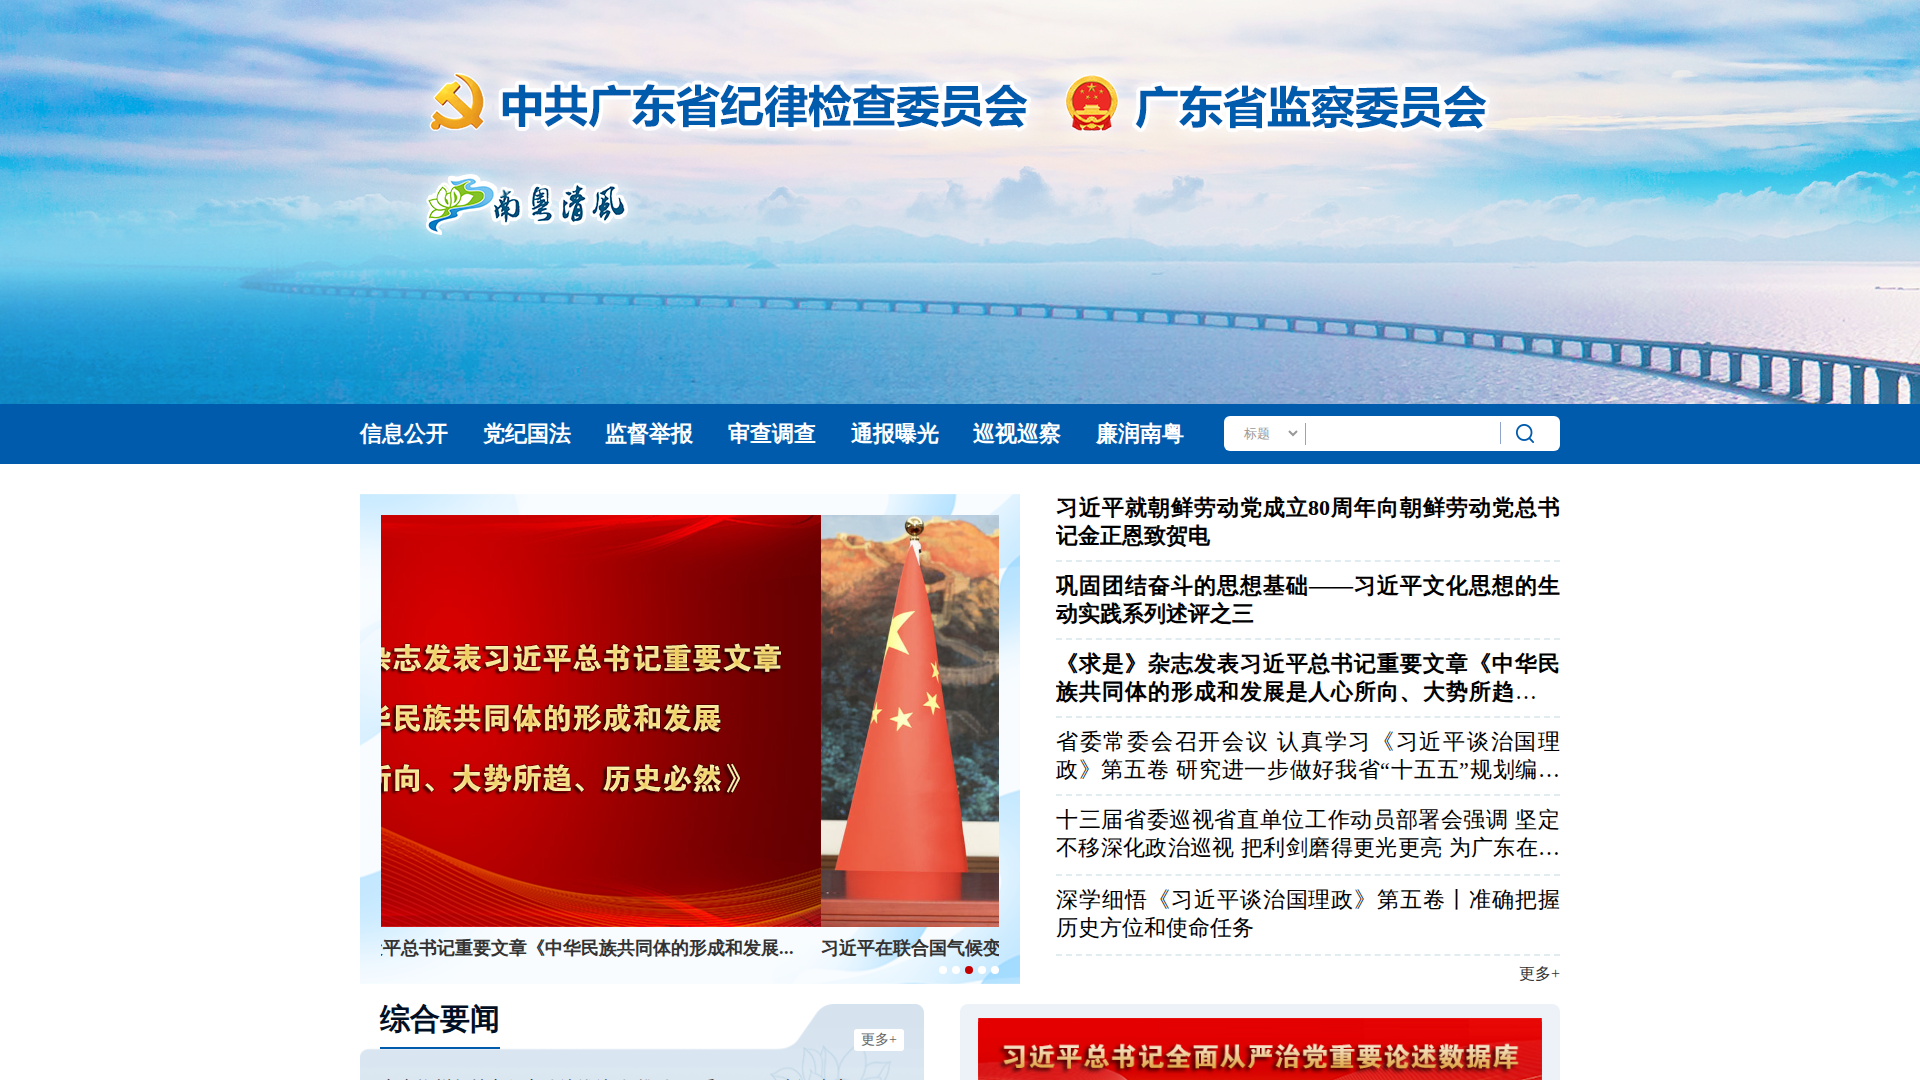 中共广东省纪律检查委员会 广东省监察委员会
南粤清风
信息公开 党纪国法 监督举报 审查调查 通报曝光 巡视巡察 廉润南粤 标题
杂志发表习近平总书记重要文章
华民族共同体的形成和发展
所向、大势所趋、历史必然》
平总书记重要文章《中华民族共同体的形成和发展... 习近平在联合国气候变
习近平就朝鲜劳动党成立80周年向朝鲜劳动党总书
记金正恩致贺电
巩固团结奋斗的思想基础——习近平文化思想的生
动实践系列述评之三
《求是》杂志发表习近平总书记重要文章《中华民
族共同体的形成和发展是人心所向、大势所趋…
省委常委会召开会议 认真学习《习近平谈治国理
政》第五卷 研究进一步做好我省“十五五”规划编…
十三届省委巡视省直单位工作动员部署会强调 坚定
不移深化政治巡视 把利剑磨得更光更亮 为广东在…
深学细悟《习近平谈治国理政》第五卷丨准确把握
历史方位和使命任务
更多+
综合要闻
更多+
习近平总书记全面从严治党重要论述数据库